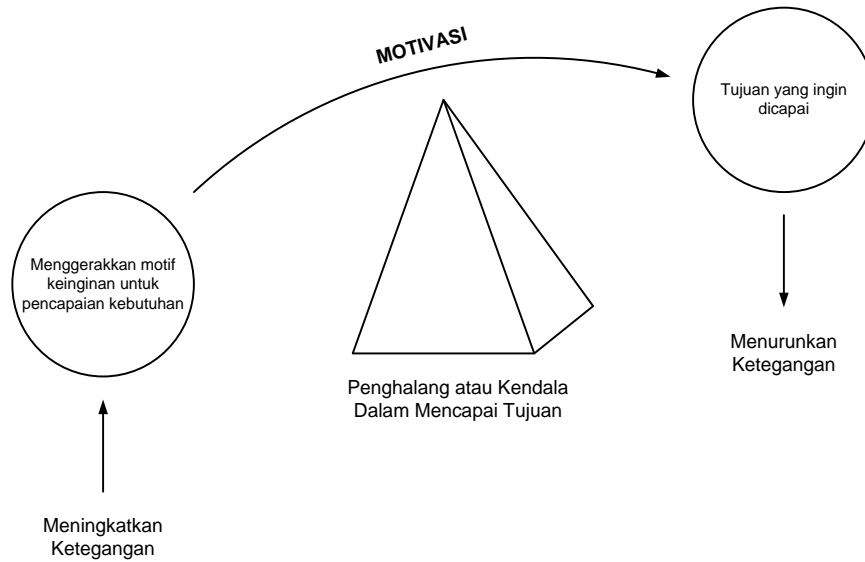 MOTIVASI
Tujuan yang ingin
dicapai
Menggerakkan motif
keinginan untuk
pencapaian kebutuhan
Menurunkan
Ketegangan
Penghalang atau Kendala
Dalam Mencapai Tujuan
Meningkatkan
Ketegangan